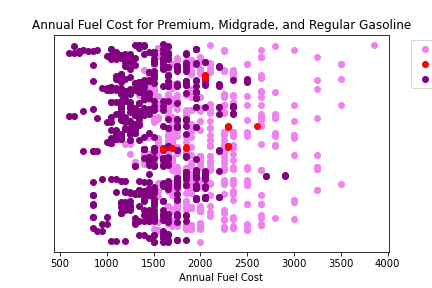 Annual Fuel Cost for Premium, Midgrade, and Regular Gasoline
500 1000 1500 2000 2500 3000 3500 4000
Annual Fuel Cost